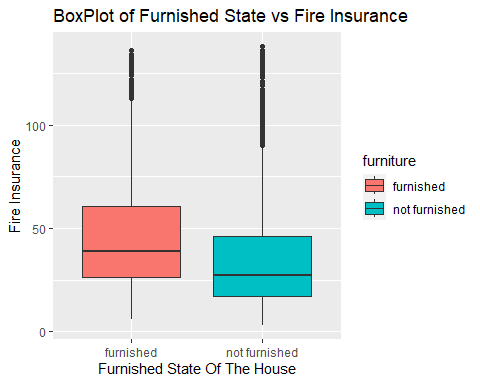 BoxPlot of Furnished State vs Fire Insurance
Fire Insurance
100
50
0
furnished
not furnished
Furnished State Of The House
furniture
furnished
not furnished